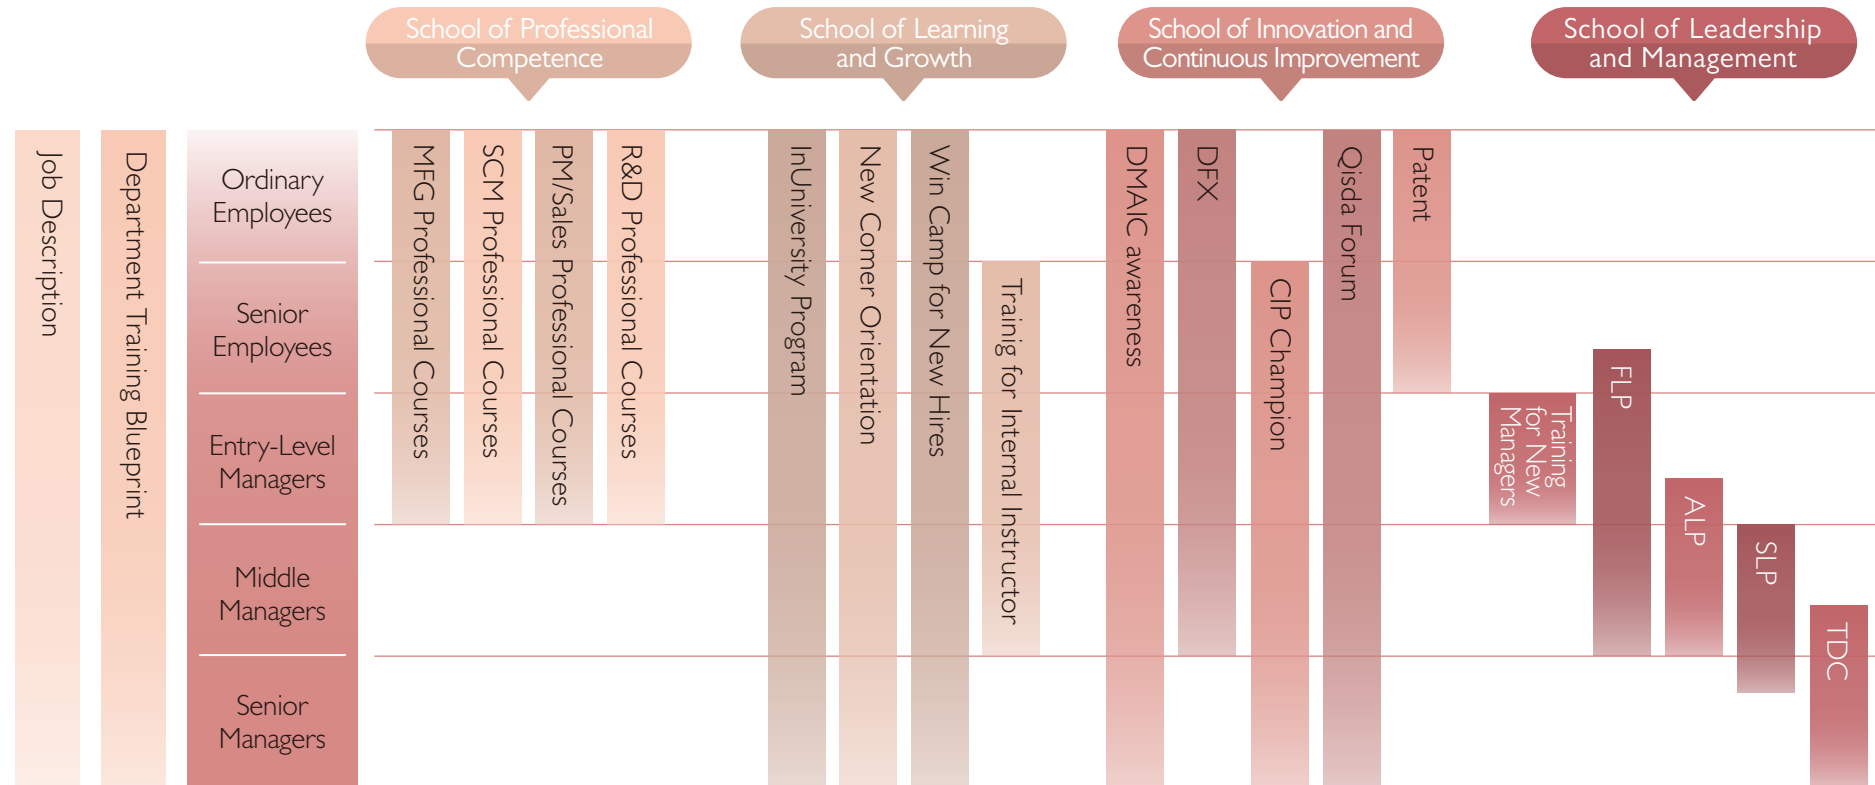 School of Professional
Competence
School of Learning
and Growth
School of Innovation and
Continuous Improvement
School of Leadership
and Management
Job Description
Department Training Blueprint
Ordinary
Employees
Senior
Employees
Entry-Level
Managers
Middle
Managers
Senior
Managers
MFG Professional Courses
SCM Professional Courses
PM/Sales Professional Courses
R&D Professional Courses
InUniversity Program
New Comer Orientation
Win Camp for New Hires
Trainig for Internal Instructor
DMAIC awareness
DFX
CIP Champion
Qisda Forum
Patent
Training
for New
Managers
FLP
ALP
SLP
TDC